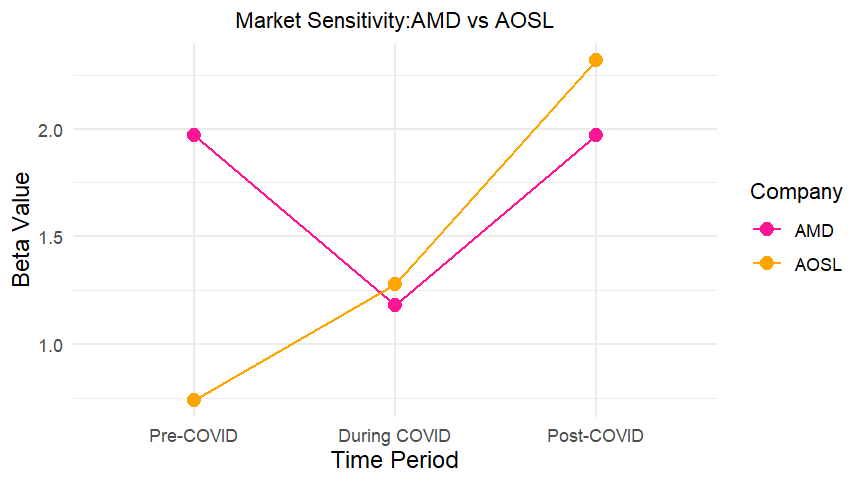 Market Sensitivity:AMD vs AOSL
Beta Value
2.0
1.5
1.0
Pre-COVID
During COVID
Post-COVID
Time Period
Company
AMD
AOSL